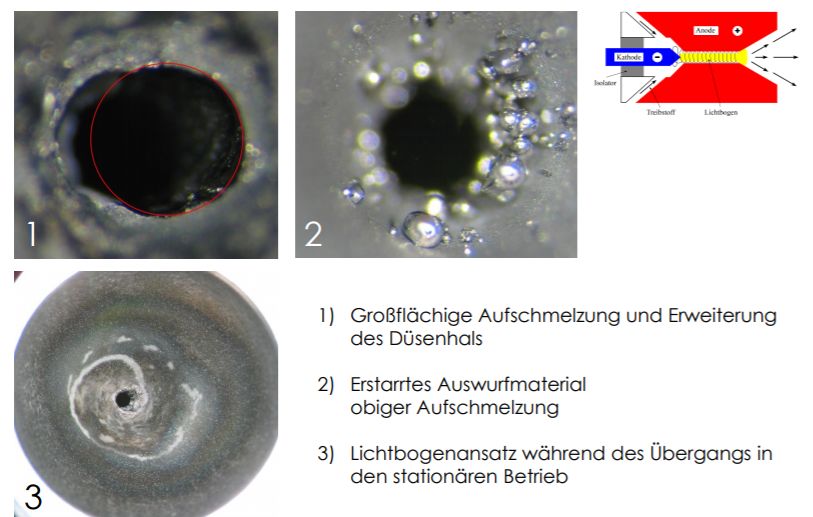 1
2
Anode +
Kathode −
Isolator
Treibstoff Lichtbogen
3
1) Großflächige Aufschmelzung und Erweiterung
des Düsenhals
2) Erstarrtes Auswurfmaterial
obiger Aufschmelzung
3) Lichtbogenansatz während des Übergangs in
den stationären Betrieb